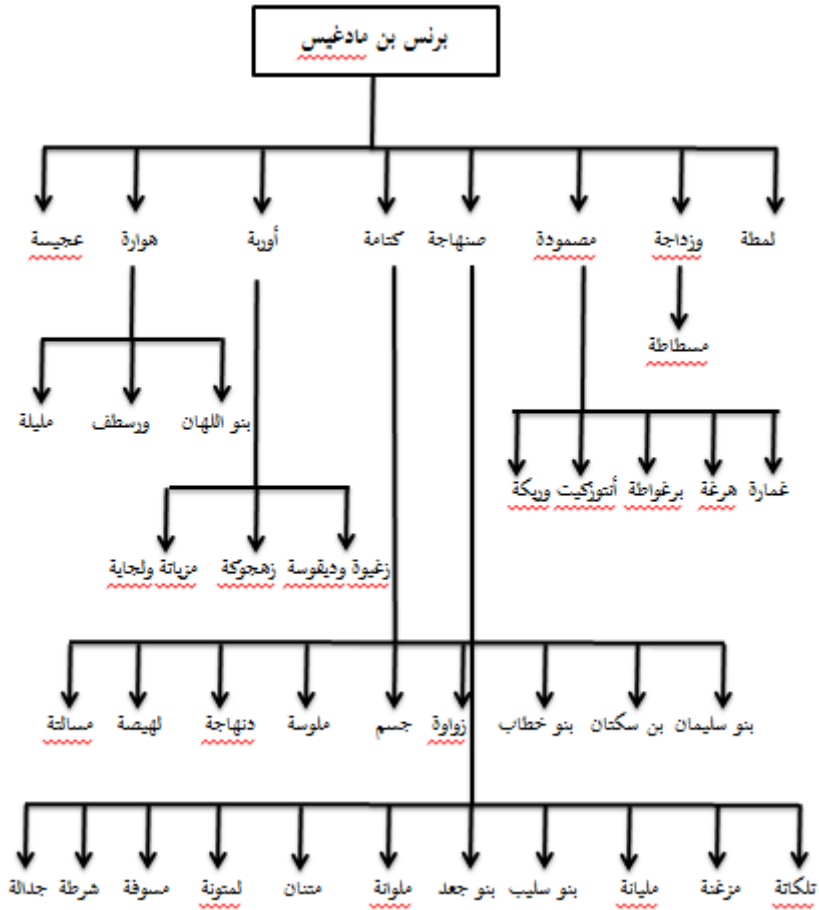 برنس بن مادغيس
لمطة وزداجة مصمودة صنهاجة كتامة أوربة هوارة عجيسة
مسطاطة
بنو اللهان ورسطف مليلة
غمارة هرغة برغواطة أنتوزكيت وريكة
زغيوة وديقوسة زهجوكة مزياتة ولجاية
بنو سليمان بن سكتان بنو خطاب زواوة جسم ملوسة دنهاجة لهيصة مسالتة
تلكاتة مزغنة مليانة بنو سليب بنو جعد ملوانة متنان لمتونة مسوفة شرطة جدالة